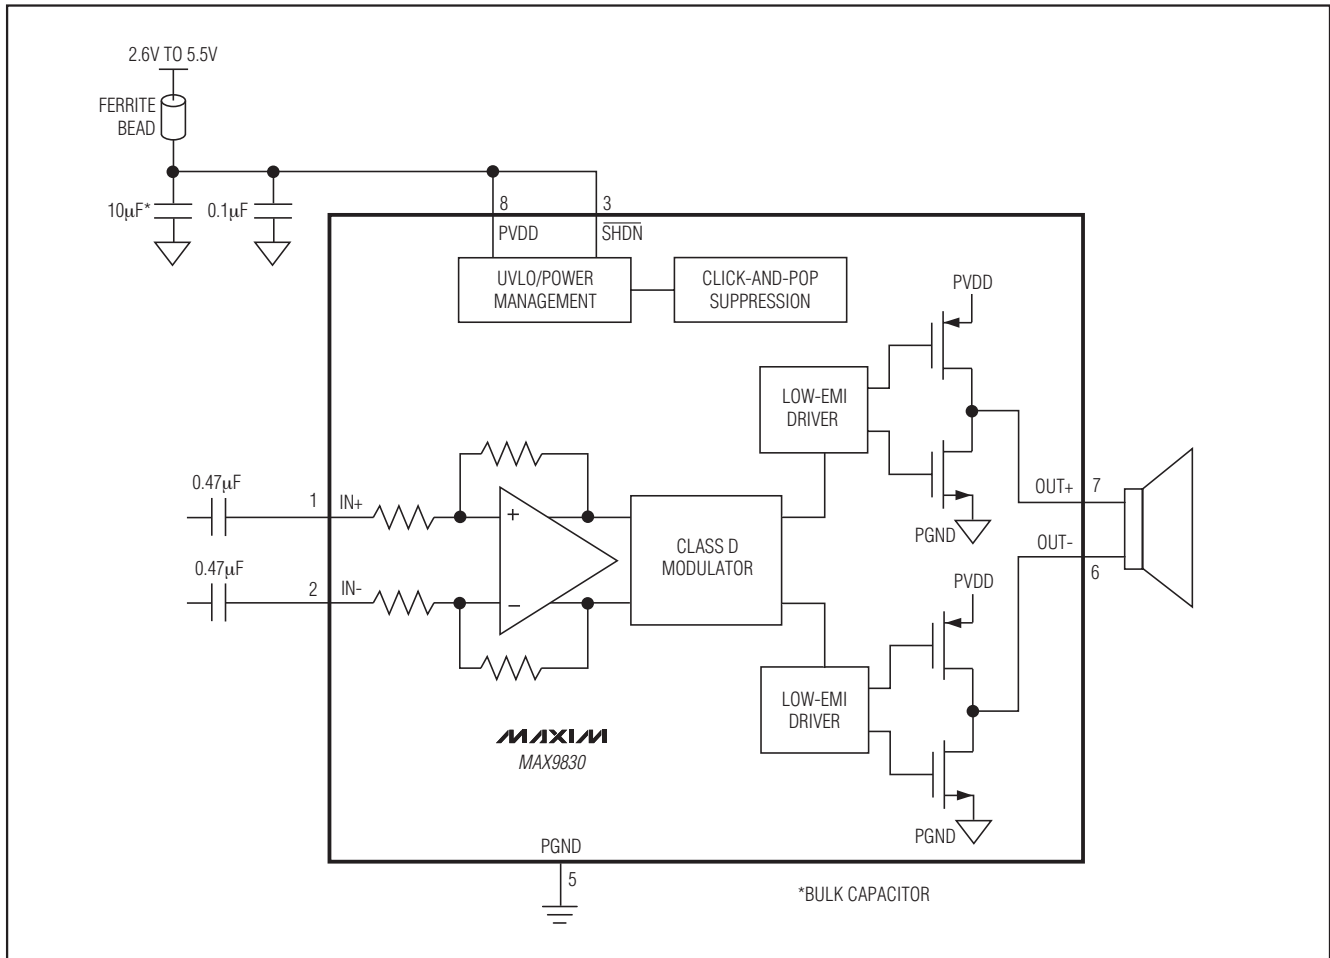 2.6V TO 5.5V
FERRITE
BEAD
10μF*
0.1μF
8
3
PVDD
SHDN
UVLO/POWER
MANAGEMENT
CLICK-AND-POP
SUPPRESSION
PVDD
LOW-EMI
DRIVER
0.47μF
1
IN+
+
CLASS D
MODULATOR
OUT+
7
PGND
OUT-
6
0.47μF
2
IN-
−
PVDD
LOW-EMI
DRIVER
MAXIM
MAX9830
PGND
PGND
5
*BULK CAPACITOR